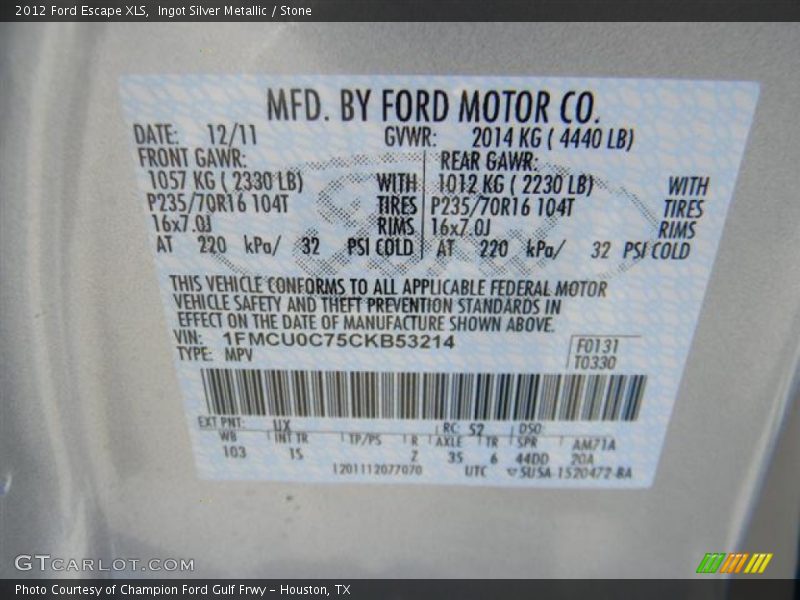 2012 Ford Escape XLS,  Ingot Silver Metallic / Stone
MFD. BY FORD MOTOR CO.
DATE: 12/11 GVWR: 2014 KG ( 4440 LB)
FRONT GAWR: REAR GAWR:
1057 KG ( 2330 LB) WITH 1012 KG ( 2230 LB) WITH
P235/70R16 104T TIRES P235/70R16 104T TIRES
16x7.0J RIMS 16x7.0J RIMS
AT 220 kPa/ 32 PSI COLD AT 220 kPa/ 32 PSI COLD
THIS VEHICLE CONFORMS TO ALL APPLICABLE FEDERAL MOTOR
VEHICLE SAFETY AND THEFT PREVENTION STANDARDS IN
EFFECT ON THE DATE OF MANUFACTURE SHOWN ABOVE.
VIN: 1FMCU0C75CKB53214 F0131
TYPE: MPV T0330
EXT PNT: UX RC: 52 DSO:
WB INT TR TP/PS R AXLE TR SPR AM71A
103 IS 2 35 6 44DD 20A
1201112077070 UTC SUSA-1520472-BA
GTCARLOT.COM
Photo Courtesy of Champion Ford Gulf Frwy - Houston, TX